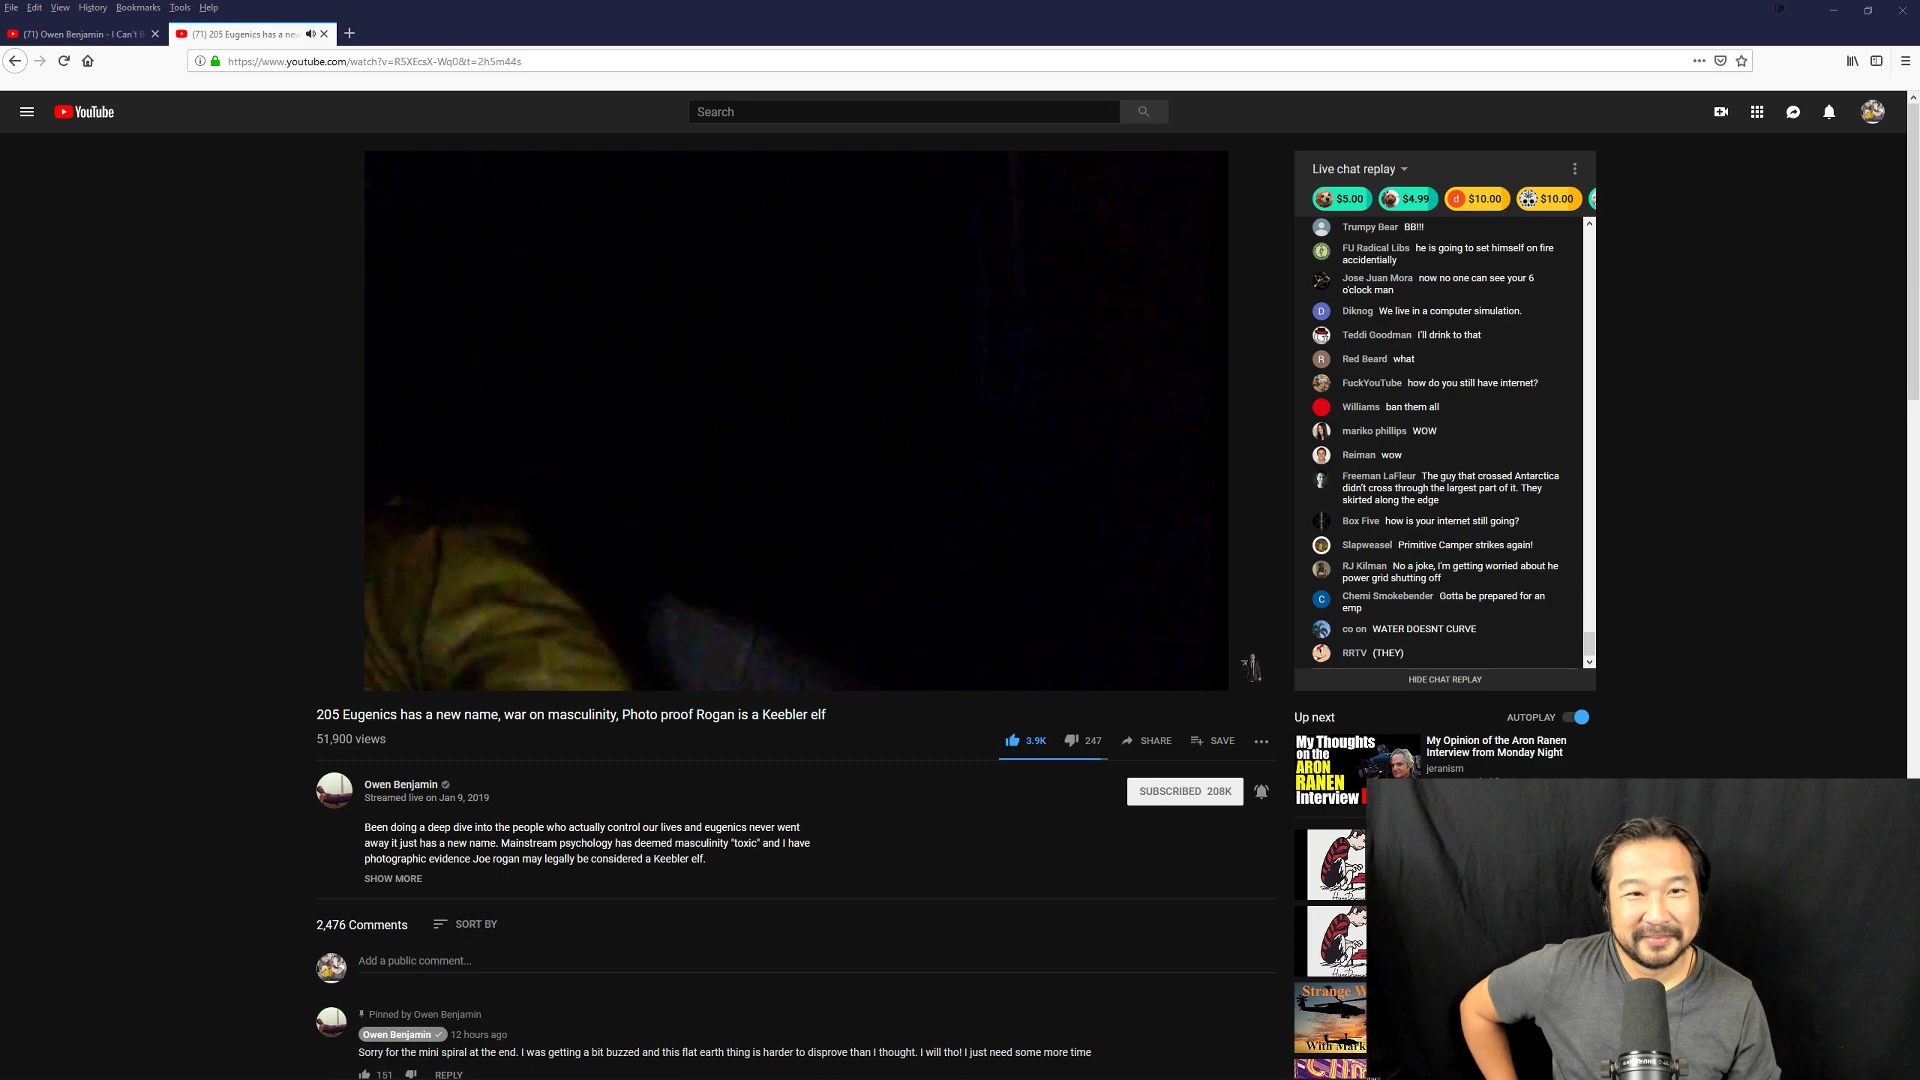 File Edit View History Bookmarks Tools Help
(71) Owen Benjamin - I Can't B
(71) 205 Eugenics has a new
https://www.youtube.com/watch?v=R5XEcsX-Wq0&t=2h5m44s
YouTube
Search
Live chat replay
$5.00 $4.99 d $10.00 $10.00
Trumpy Bear BB!!!
FU Radical Libs he is going to set himself on fire
accidentially
Jose Juan Mora now no one can see your 6
o'clock man
D Diknog We live in a computer simulation.
Teddi Goodman I'll drink to that
R Red Beard what
FuckYouTube how do you still have internet?
Williams ban them all
mariko phillips WOW
Reiman wow
Freeman LaFleur The guy that crossed Antarctica
didn't cross through the largest part of it. They
skirted along the edge
Box Five how is your internet still going?
Slapweasel Primitive Camper strikes again!
RJ Kilman No a joke, I'm getting worried about he
power grid shutting off
C Chemi Smokebender Gotta be prepared for an
emp
co on WATER DOESNT CURVE
RRTV (THEY)
HIDE CHAT REPLAY
205 Eugenics has a new name, war on masculinity, Photo proof Rogan is a Keebler elf
51,900 views
3.9K 247 SHARE SAVE
Owen Benjamin
Streamed live on Jan 9, 2019
SUBSCRIBED 208K
Been doing a deep dive into the people who actually control our lives and eugenics never went
away it just has a new name. Mainstream psychology has deemed masculinity "toxic" and I have
photographic evidence Joe rogan may legally be considered a Keebler elf.
SHOW MORE
2,476 Comments SORT BY
Add a public comment...
Pinned by Owen Benjamin
Owen Benjamin 12 hours ago
Sorry for the mini spiral at the end. I was getting a bit buzzed and this flat earth thing is harder to disprove than I thought. I will tho! I just need some more time
151 REPLY
Up next AUTOPLAY
My Thoughts
on the
ARON
RANEN
Interview
My Opinion of the Aron Ranen
Interview from Monday Night
jeranism
Strange W
With Mark